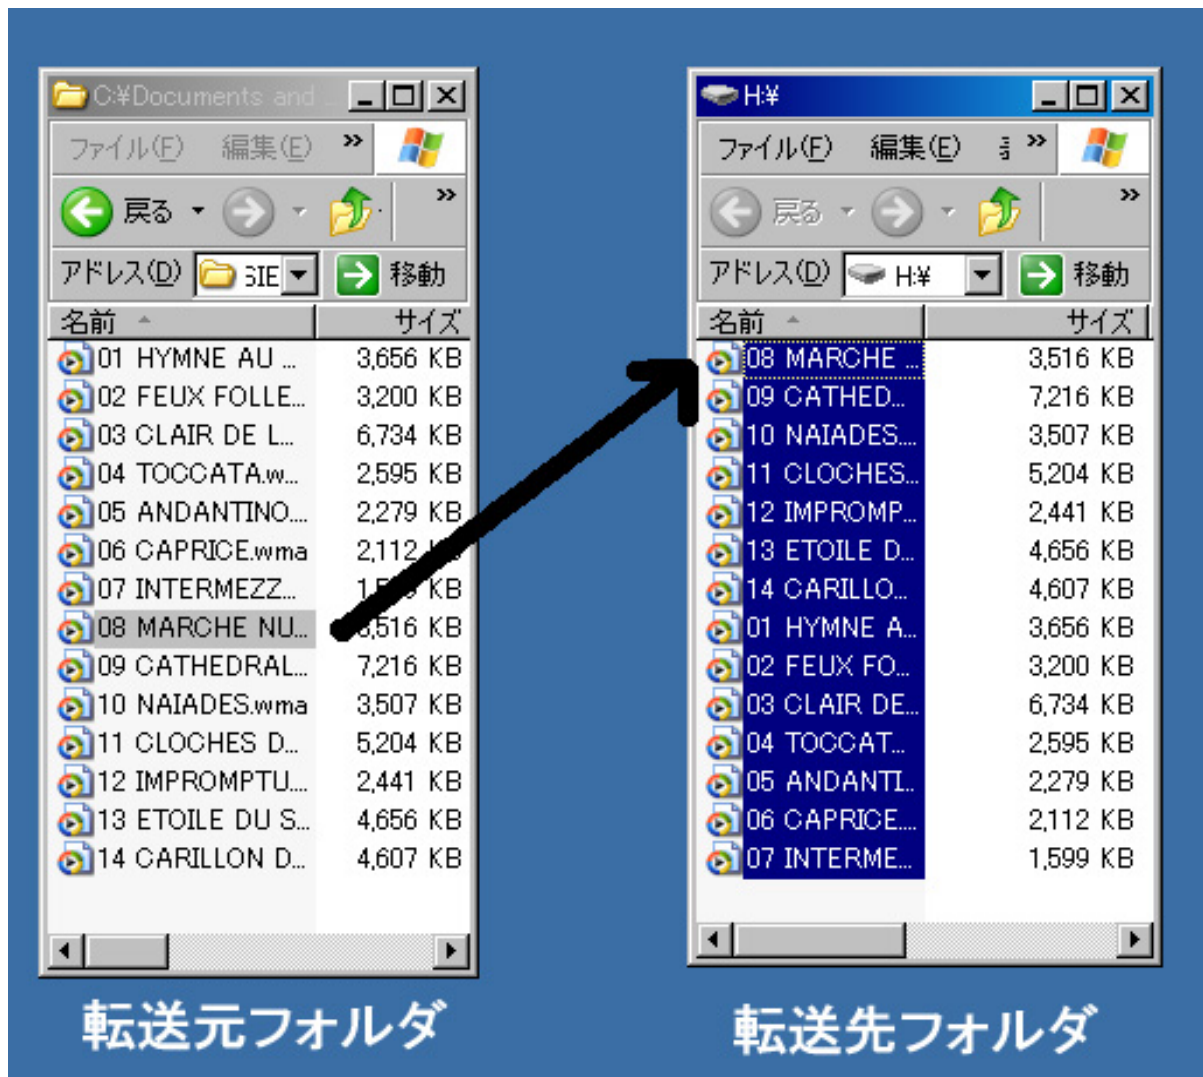 C:¥Documents and ...
ファイル(F) 編集(E) »
戻る »
アドレス(D) SIE 移動
名前 サイズ
01 HYMNE AU ... 3,656 KB
02 FEUX FOLLE... 3,200 KB
03 CLAIR DE L... 6,734 KB
04 TOCCATA.w... 2,595 KB
05 ANDANTINO.... 2,279 KB
06 CAPRICE.wma 2,112 KB
07 INTERMEZZ... KB
08 MARCHE NU... 3,516 KB
09 CATHEDRAL... 7,216 KB
10 NAIADES.wma 3,507 KB
11 CLOCHES D... 5,204 KB
12 IMPROMPTU.... 2,441 KB
13 ETOILE DU S... 4,656 KB
14 CARILLON D... 4,607 KB
転送元フォルダ
H:¥
ファイル(F) 編集(E) »
戻る »
アドレス(D) H:¥ 移動
名前 サイズ
08 MARCHE ... 3,516 KB
09 CATHED... 7,216 KB
10 NAIADES.... 3,507 KB
11 CLOCHES... 5,204 KB
12 IMPROMP... 2,441 KB
13 ETOILE D... 4,656 KB
14 CARILLO... 4,607 KB
01 HYMNE A... 3,656 KB
02 FEUX FO... 3,200 KB
03 CLAIR DE... 6,734 KB
04 TOCCAT... 2,595 KB
05 ANDANTI... 2,279 KB
06 CAPRICE.... 2,112 KB
07 INTERME... 1,599 KB
転送先フォルダ